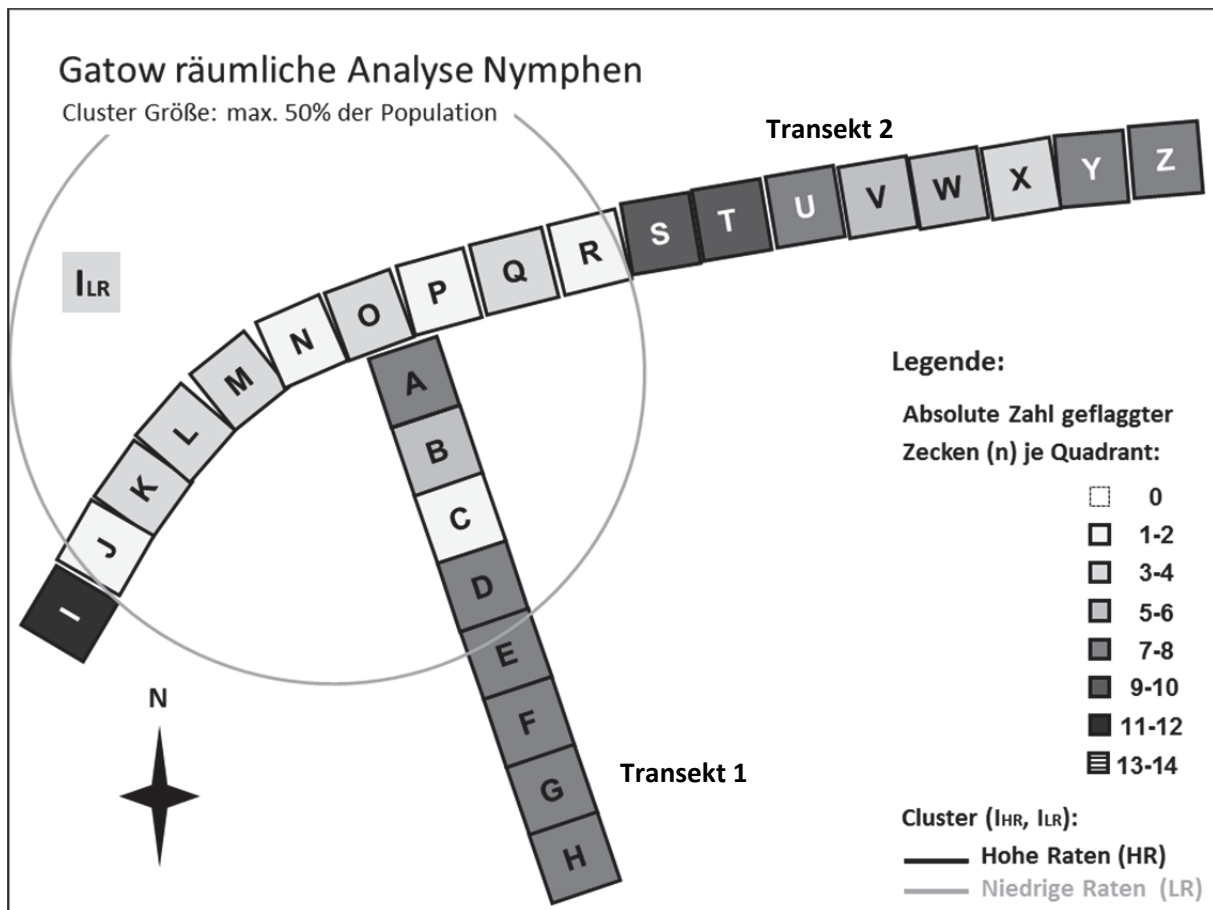 Gatow räumliche Analyse Nymphen
Cluster Größe: max. 50% der Population
Transekt 2
ILR
I
J
K
L
M
N
O
P
Q
R
S
T
U
V
W
X
Y
Z
A
B
C
D
E
F
G
H
Transekt 1
N
Legende:
Absolute Zahl geflaggter
Zecken (n) je Quadrant:
0
1-2
3-4
5-6
7-8
9-10
11-12
13-14
Cluster (IHR, ILR):
Hohe Raten (HR)
Niedrige Raten (LR)